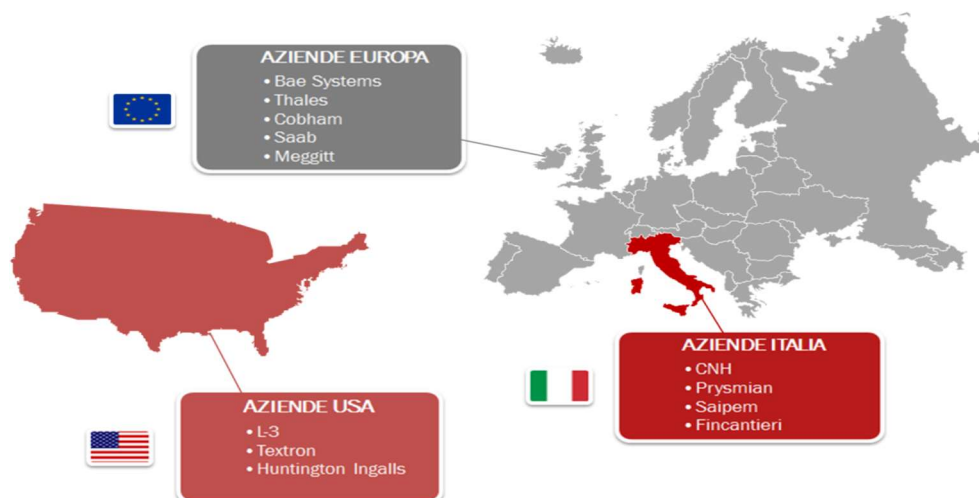 AZIENDE EUROPA
• Bae Systems
• Thales
• Cobham
• Saab
• Meggitt
AZIENDE USA
• L-3
• Textron
• Huntington Ingalls
AZIENDE ITALIA
• CNH
• Prysmian
• Saipem
• Fincantieri